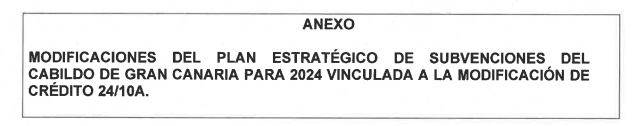 ANEXO
MODIFICACIONES DEL PLAN ESTRATÉGICO DE SUBVENCIONES DEL
CABILDO DE GRAN CANARIA PARA 2024 VINCULADA A LA MODIFICACIÓN DE
CRÉDITO 24/10A.